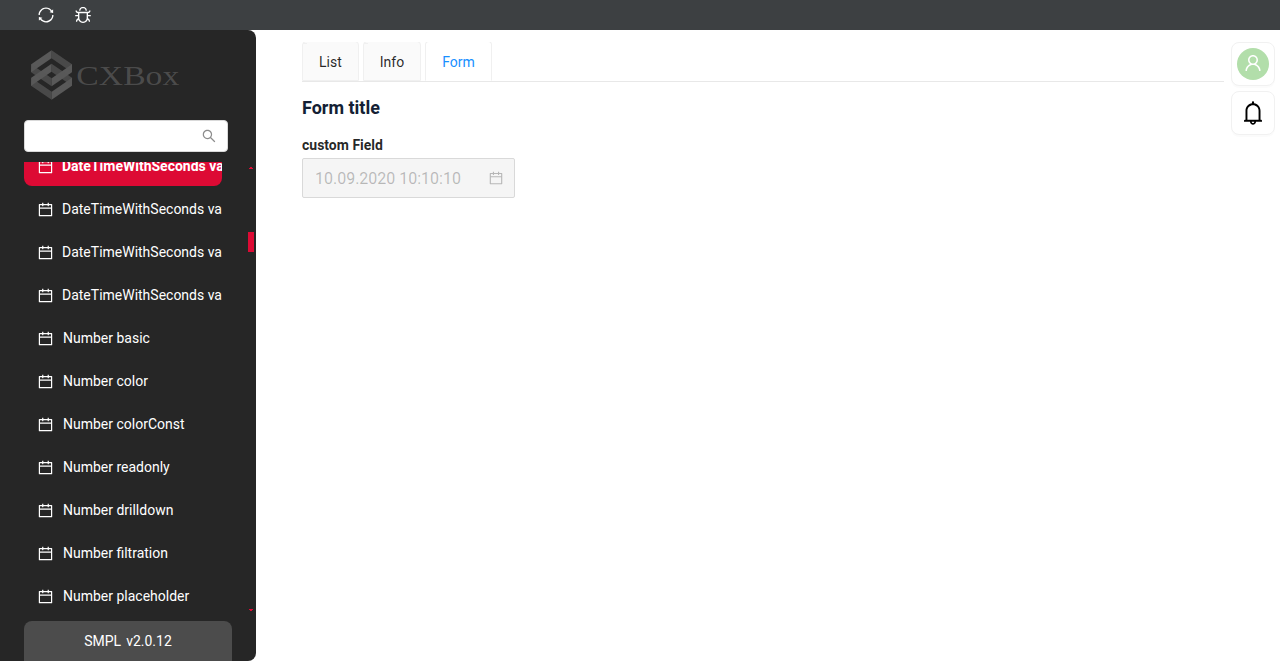 CXBox
DateTimeWithSeconds va
DateTimeWithSeconds va
DateTimeWithSeconds va
DateTimeWithSeconds va
Number basic
Number color
Number colorConst
Number readonly
Number drilldown
Number filtration
Number placeholder
SMPL v2.0.12
List
Info
Form
Form title
custom Field
10.09.2020 10:10:10